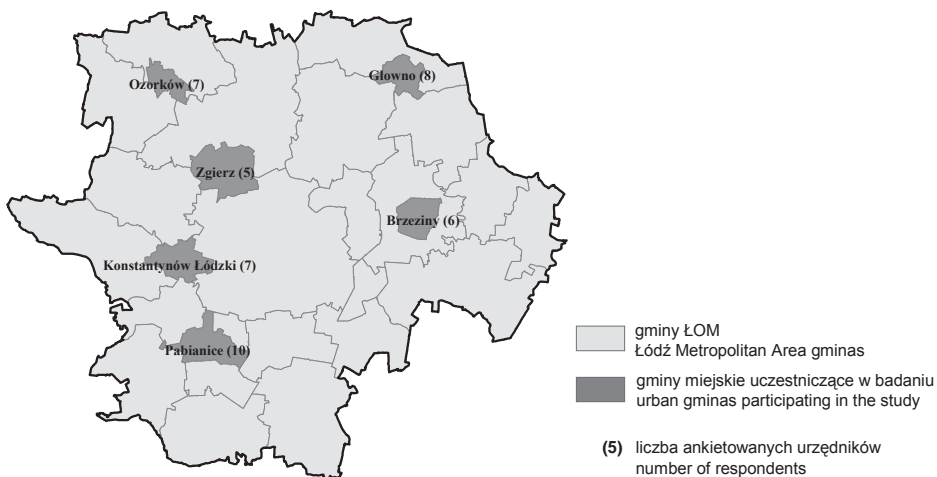 Ozorków (7)
Głowno (8)
Zgierz (5)
Brzeziny (6)
Konstantynów Łódzki (7)
Pabianice (10)
gminy ŁOM
Łódź Metropolitan Area gminas
gminy miejskie uczestniczące w badaniu
urban gminas participating in the study
(5) liczba ankietowanych urzędników
number of respondents